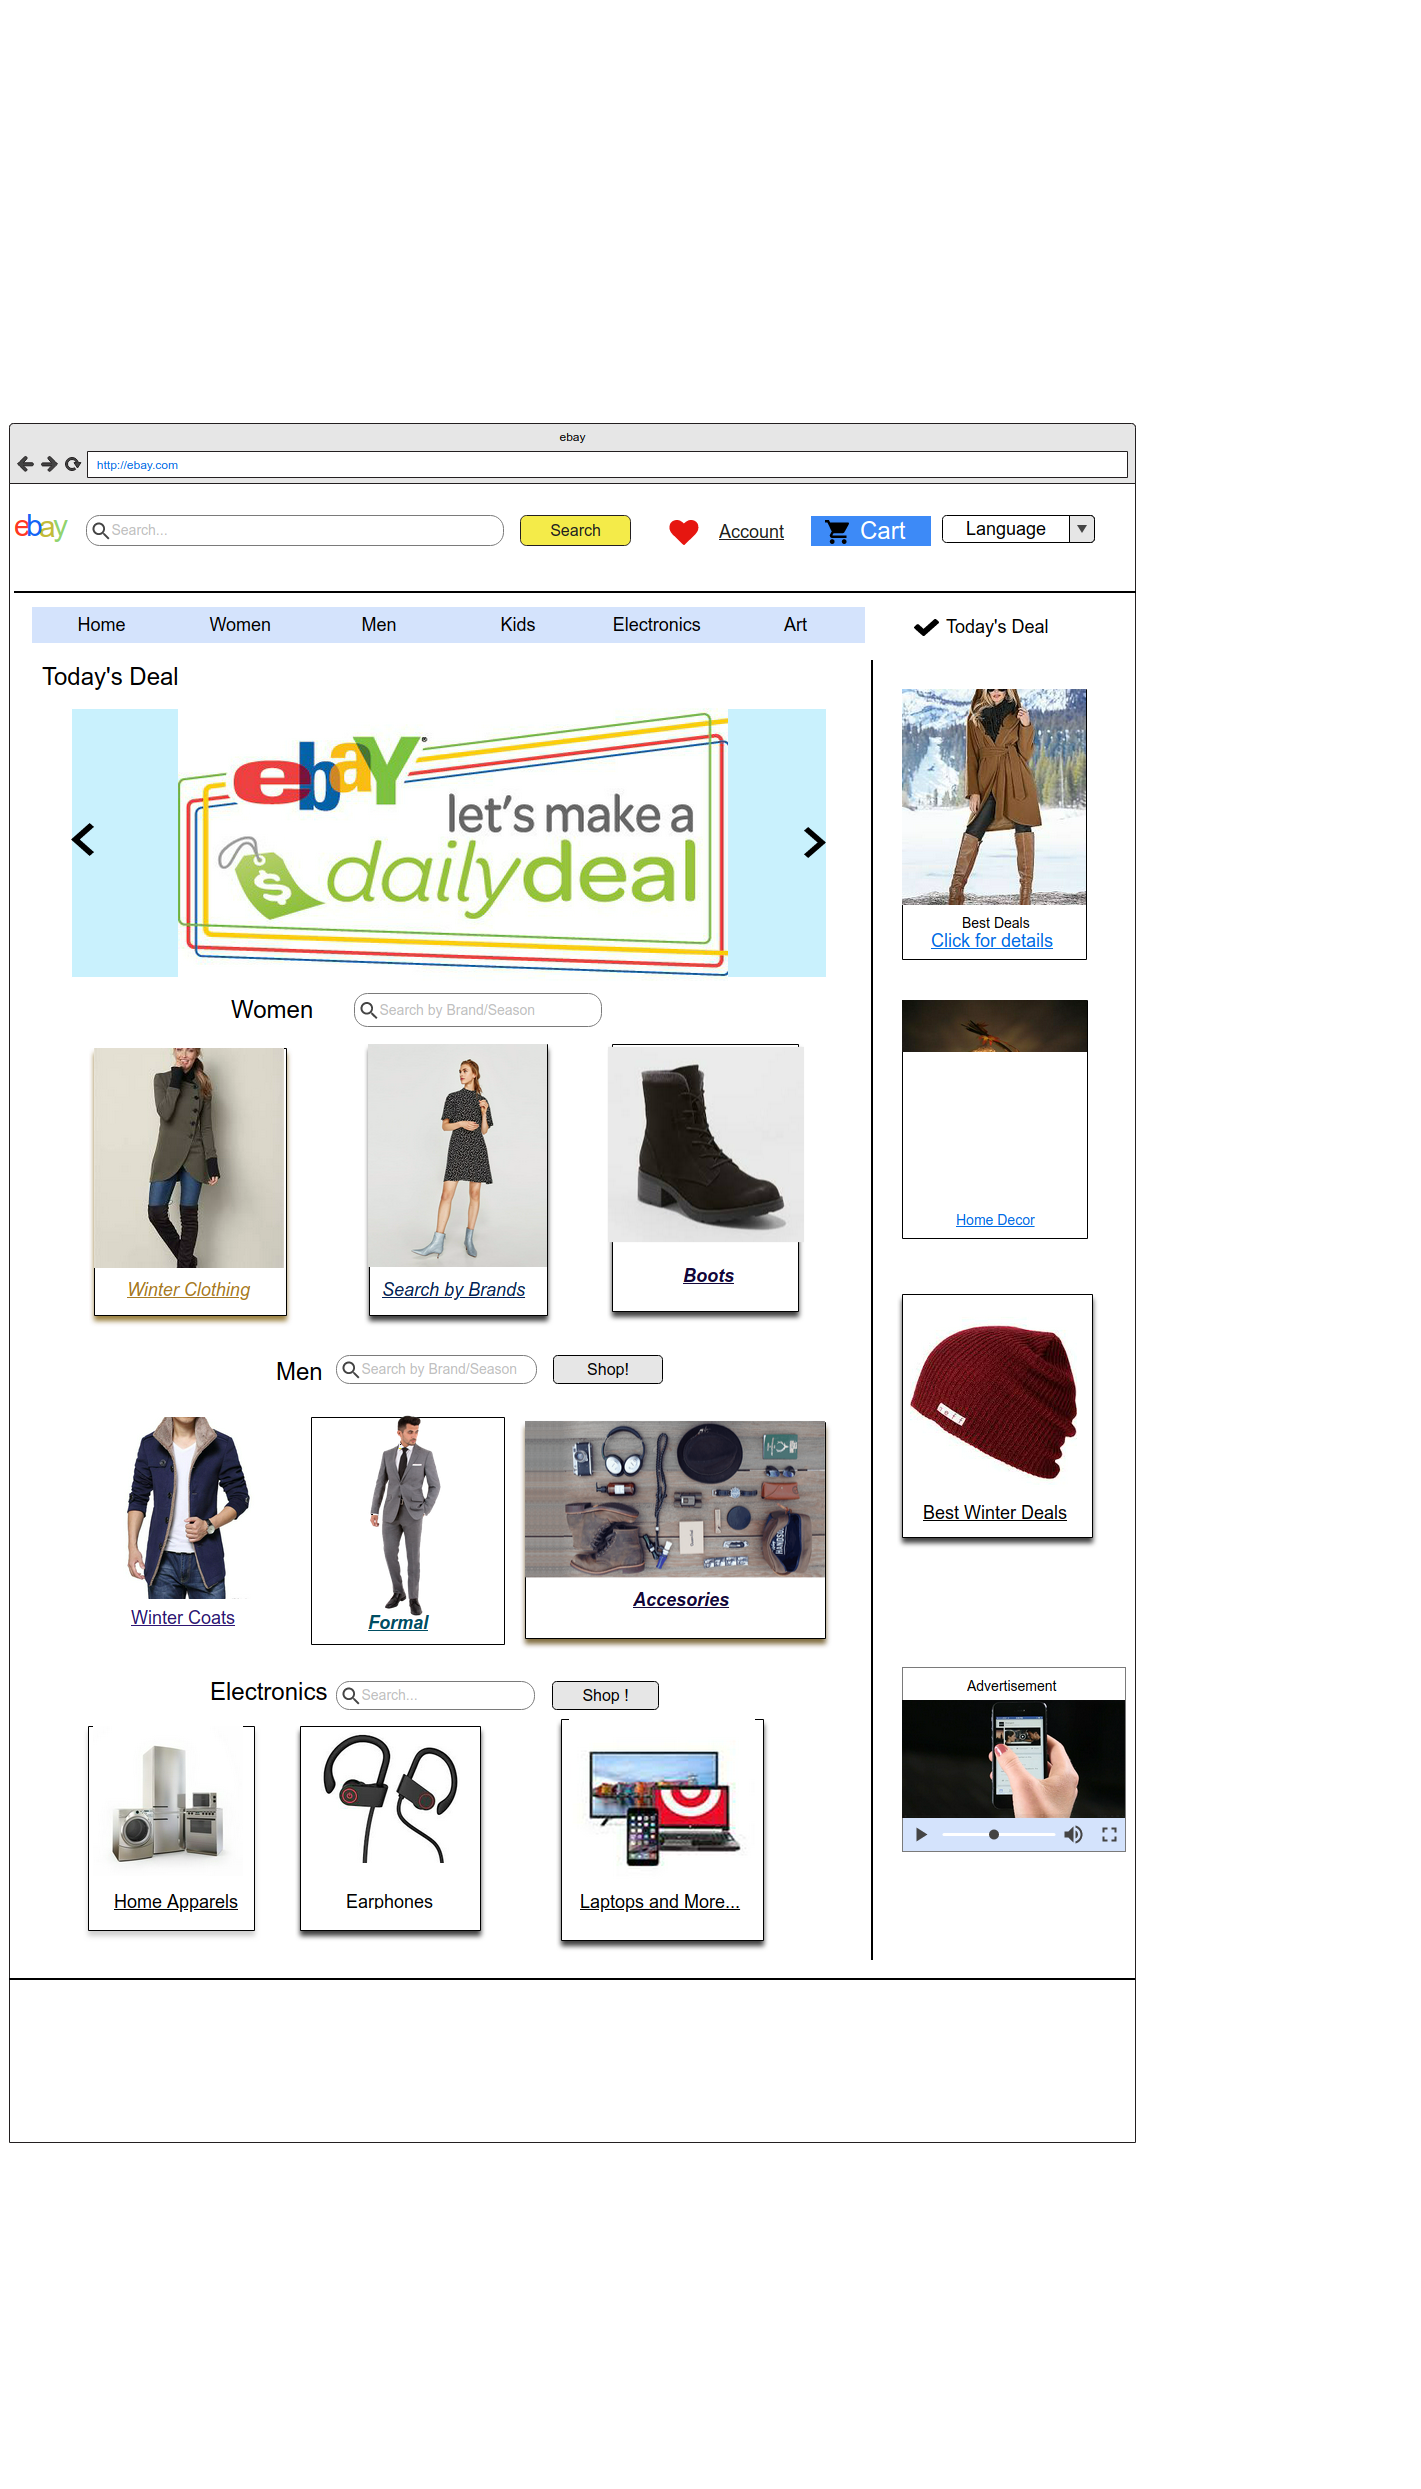 ebay
http://ebay.com
ebay
Search...
Search
Account
Cart
Language
Home
Women
Men
Kids
Electronics
Art
Today's Deal
Today's Deal
ebay®
let's make a
dailydeal
$
Best Deals
Click for details
Women
Search by Brand/Season
Winter Clothing
Search by Brands
Boots
Home Decor
Men
Search by Brand/Season
Shop!
Winter Coats
Formal
Accesories
neff
Best Winter Deals
Electronics
Search...
Shop !
Home Apparels
Earphones
Laptops and More...
Advertisement